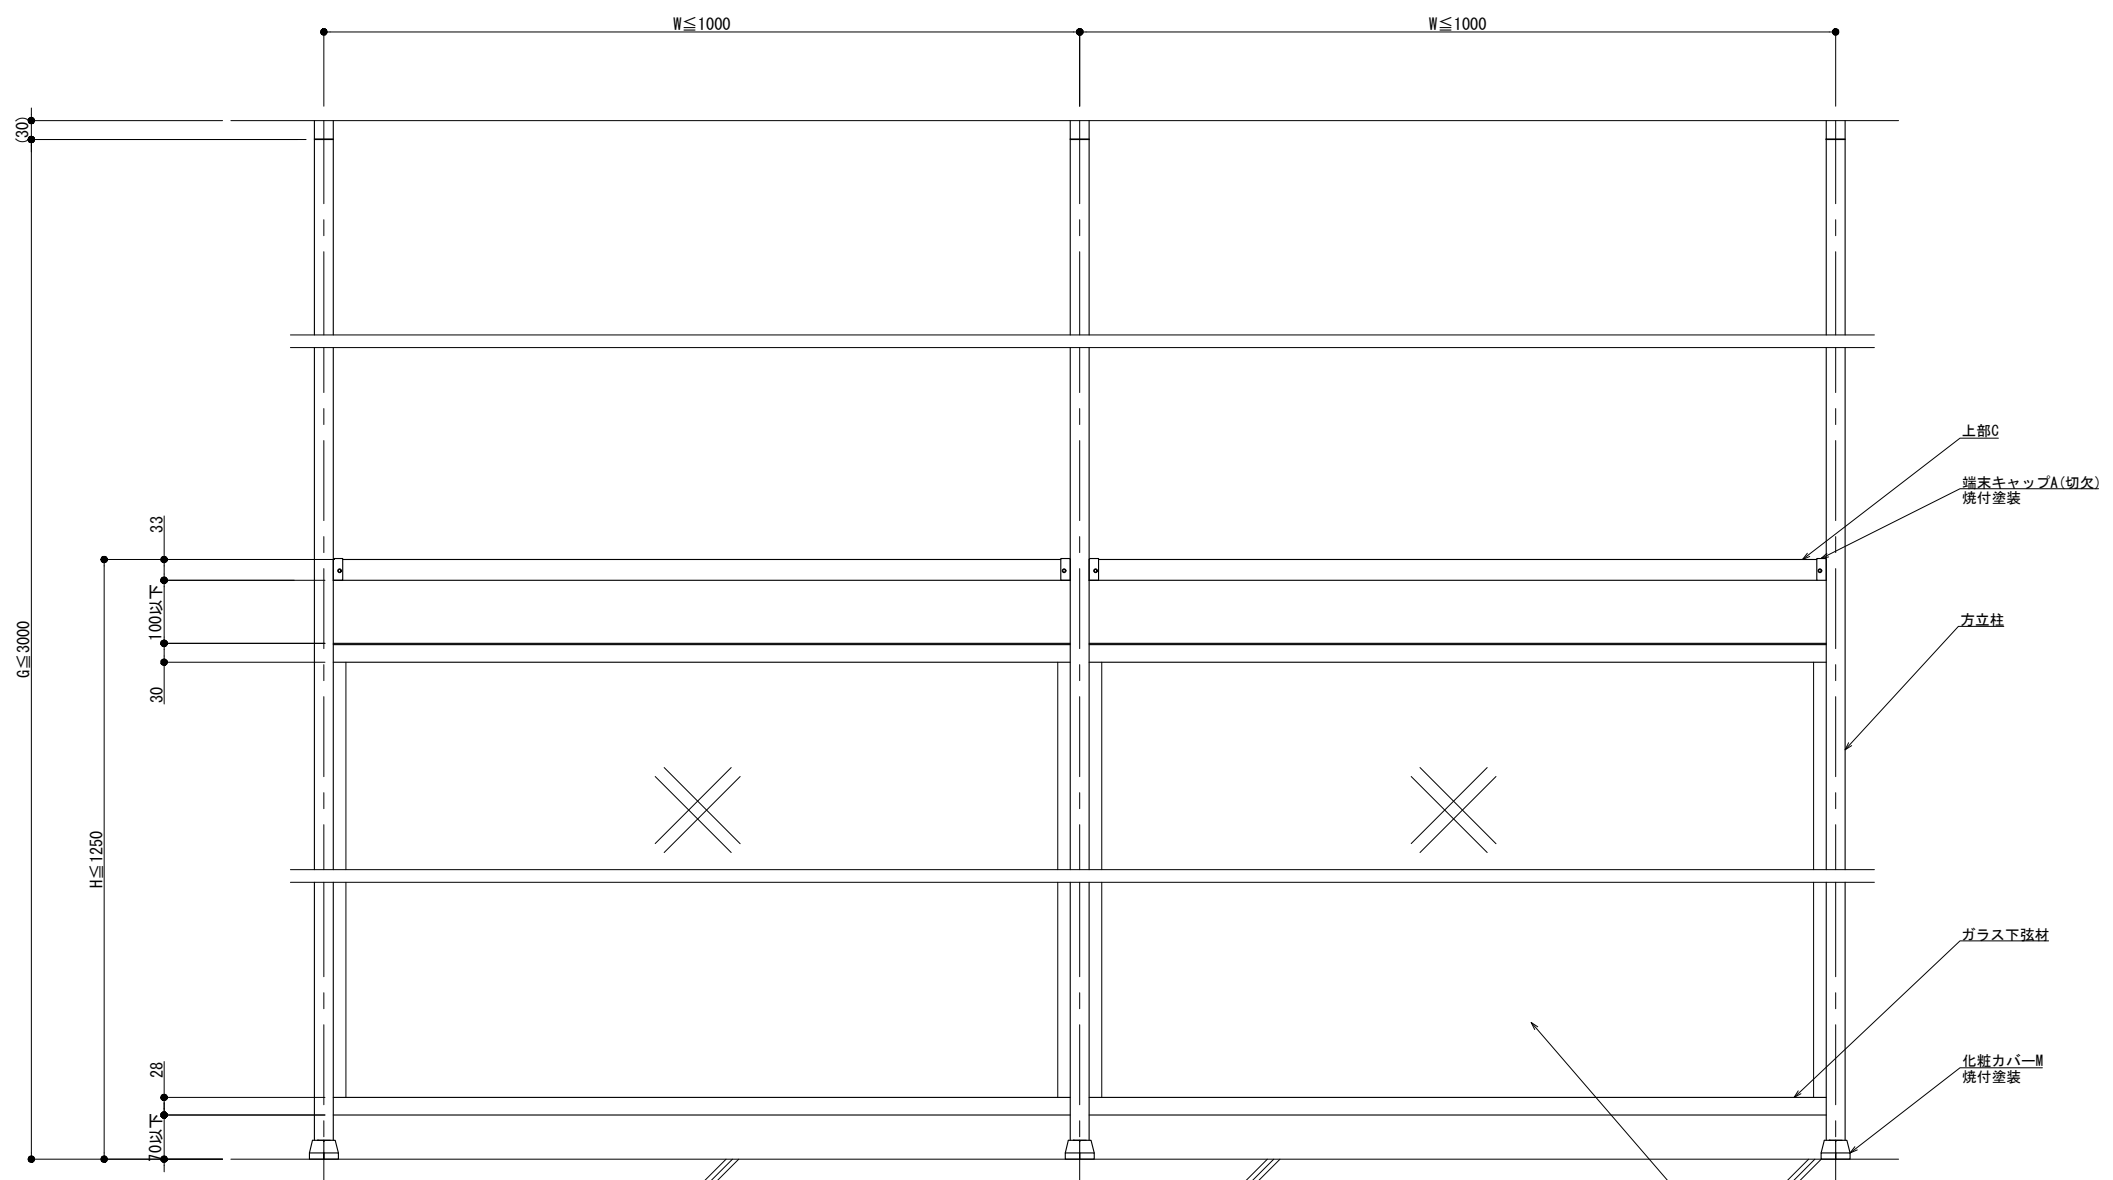 W≦1000
W≦1000
(30)
上部C
端末キャップA(切欠)
焼付塗装
33
100以下
方立柱
G≦3000
30
H≦1250
ガラス下弦材
28
化粧カバーM
焼付塗装
70以下